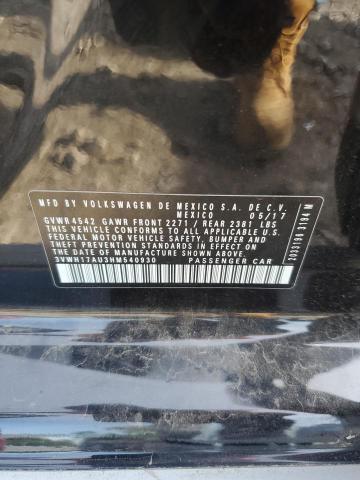 MFD BY VOLKSWAGEN DE MEXICO S.A. DE C.V.
MEXICO 05/17
GVWR 4542 GAWR FRONT 2271 / REAR 2381 LBS
THIS VEHICLE CONFORMS TO ALL APPLICABLE U.S.
FEDERAL MOTOR VEHICLE SAFETY, BUMPER AND
THEFT PREVENTION STANDARDS IN EFFECT ON
THE DATE OF MANUFACTURE SHOWN ABOVE.
3VWVH7AU5HM540930 PASSENGER CAR